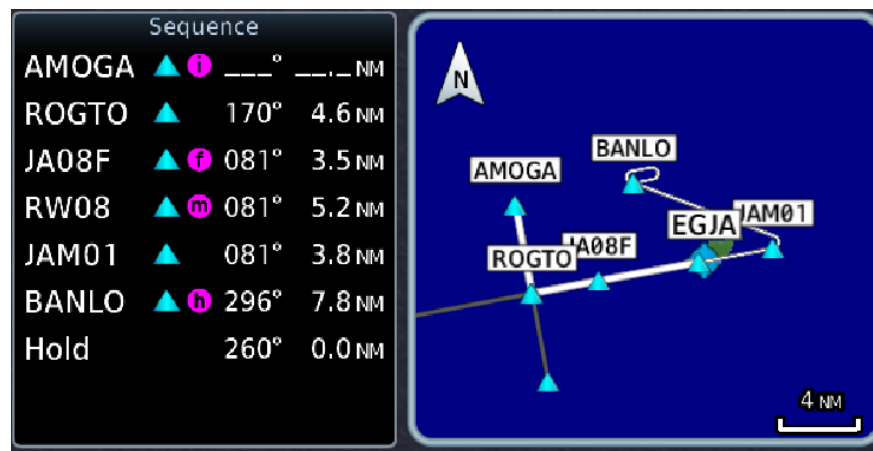 Sequence
AMOGA i ___° __._ NM
ROGTO 170° 4.6 NM
JA08F f 081° 3.5 NM
RW08 m 081° 5.2 NM
JAM01 081° 3.8 NM
BANLO h 296° 7.8 NM
Hold 260° 0.0 NM
N
BANLO
AMOGA
JAM01
EGJA
JA08F
ROGTO
4 NM